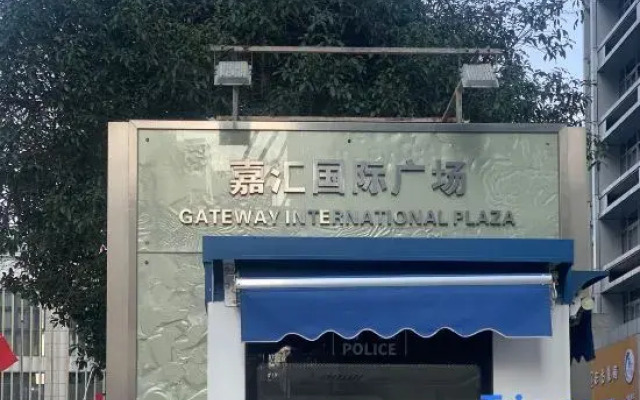 嘉汇国际广场
GATEWAY INTERNATIONAL PLAZA
POLICE